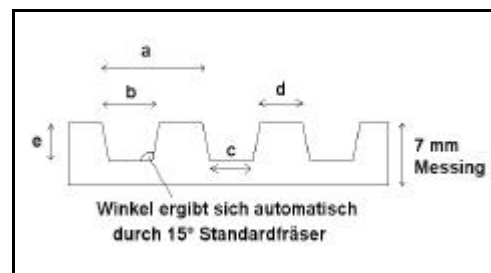 a
b
d
e
c
7 mm
Messing
Winkel ergibt sich automatisch
durch 15° Standardfräser